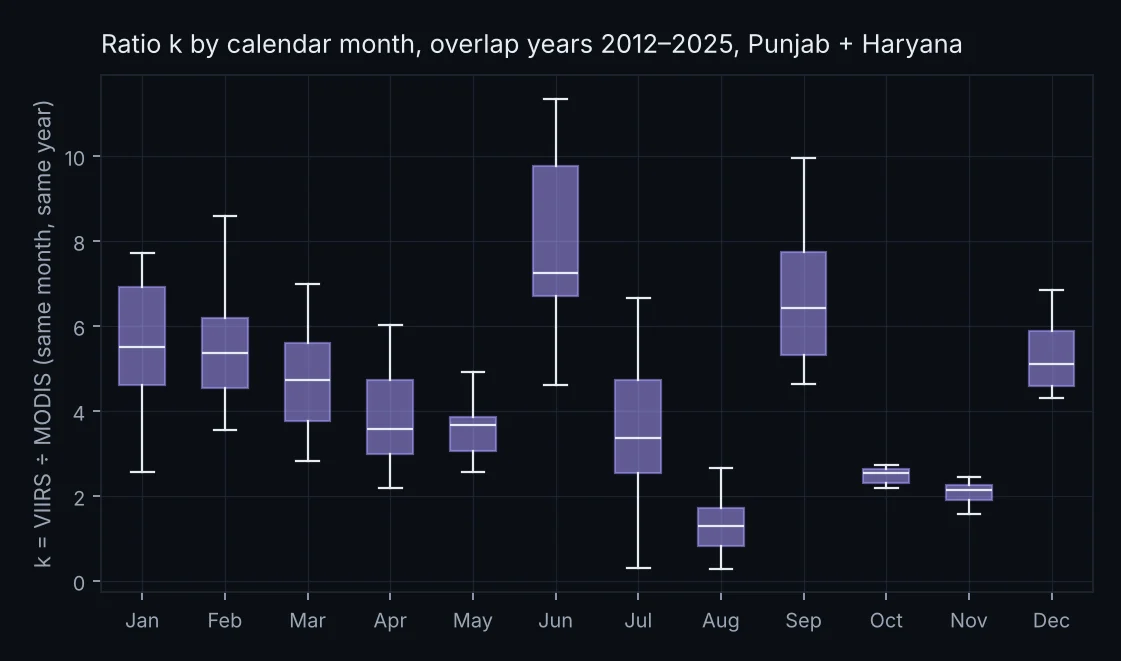 Ratio k by calendar month, overlap years 2012–2025, Punjab + Haryana
k = VIIRS ÷ MODIS (same month, same year)
10
8
6
4
2
0
Jan Feb Mar Apr May Jun Jul Aug Sep Oct Nov Dec